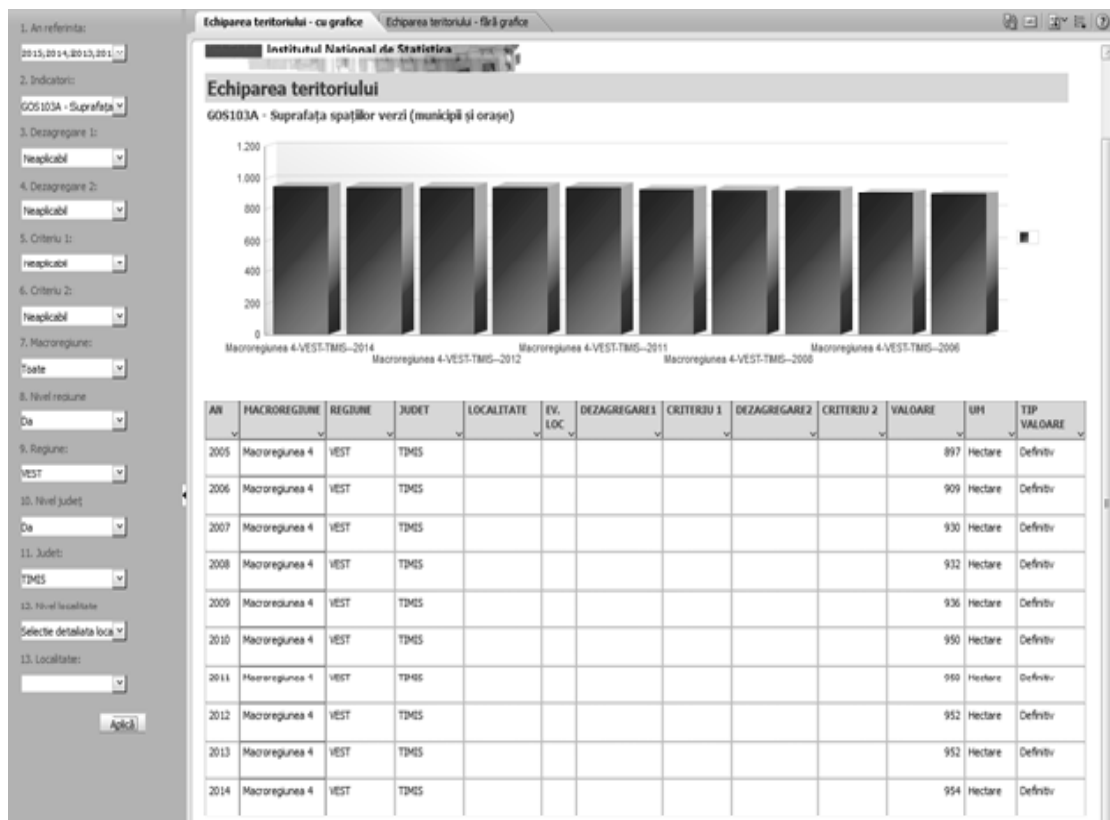 1. An referinta:
2015,2014,2013,201
2. Indicatori:
GOS103A - Suprafața
3. Dezagregare 1:
Neaplicabil
4. Dezagregare 2:
Neaplicabil
5. Criteriu 1:
Neaplicabil
6. Criteriu 2:
Neaplicabil
7. Macroregiune:
Toate
8. Nivel regiune
Da
9. Regiune:
VEST
10. Nivel județ
Da
11. Judet:
TIMIS
12. Nivel localitate
Selectie detaliata loca
13. Localitate:
Aplică
Echiparea teritoriului - cu grafice
Echiparea teritoriului - fără grafice
Institutul National de Statistica
Echiparea teritoriului
GOS103A - Suprafața spațiilor verzi (municipii și orașe)
1.200
1.000
800
600
400
200
0
Macroregiunea 4-VEST-TIMIS--2014
Macroregiunea 4-VEST-TIMIS--2012
Macroregiunea 4-VEST-TIMIS--2011
Macroregiunea 4-VEST-TIMIS--2008
Macroregiunea 4-VEST-TIMIS--2006
AN MACROREGIUNE REGIUNE JUDET LOCALITATE EV. LOC DEZAGREGARE1 CRITERIU 1 DEZAGREGARE2 CRITERIU 2 VALOARE UM TIP VALOARE
2005 Macroregiunea 4 VEST TIMIS 897 Hectare Definitiv
2006 Macroregiunea 4 VEST TIMIS 909 Hectare Definitiv
2007 Macroregiunea 4 VEST TIMIS 930 Hectare Definitiv
2008 Macroregiunea 4 VEST TIMIS 932 Hectare Definitiv
2009 Macroregiunea 4 VEST TIMIS 936 Hectare Definitiv
2010 Macroregiunea 4 VEST TIMIS 950 Hectare Definitiv
2011 Macroregiunea 4 VEST TIMIS 950 Hectare Definitiv
2012 Macroregiunea 4 VEST TIMIS 952 Hectare Definitiv
2013 Macroregiunea 4 VEST TIMIS 952 Hectare Definitiv
2014 Macroregiunea 4 VEST TIMIS 954 Hectare Definitiv